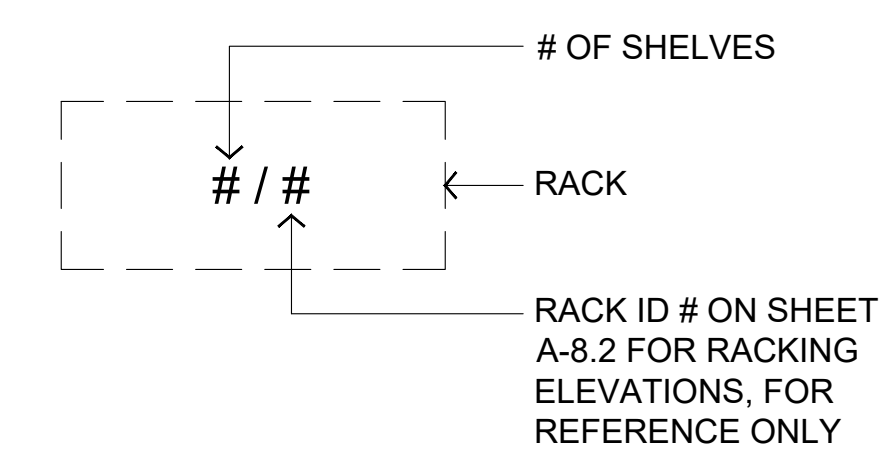 # OF SHELVES
# / #
RACK
RACK ID # ON SHEET
A-8.2 FOR RACKING
ELEVATIONS, FOR
REFERENCE ONLY